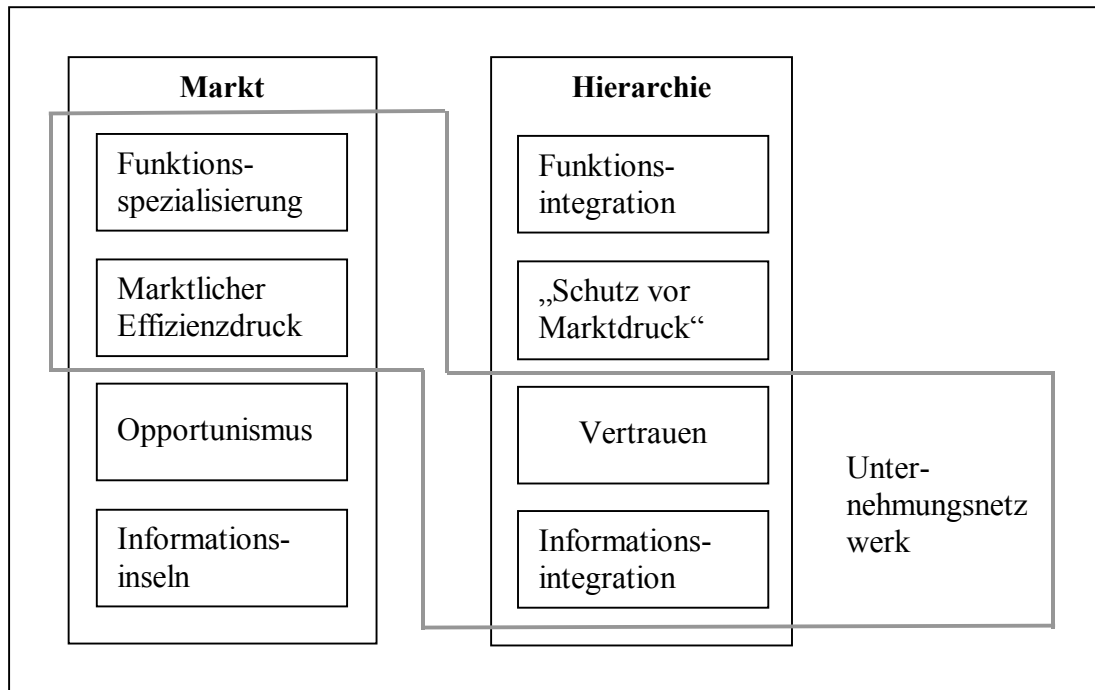 Markt
Funktions-
spezialisierung
Marktlicher
Effizienzdruck
Opportunismus
Informations-
inseln
Hierarchie
Funktions-
integration
„Schutz vor
Marktdruck“
Vertrauen
Informations-
integration
Unter-
nehmungsnetz
werk